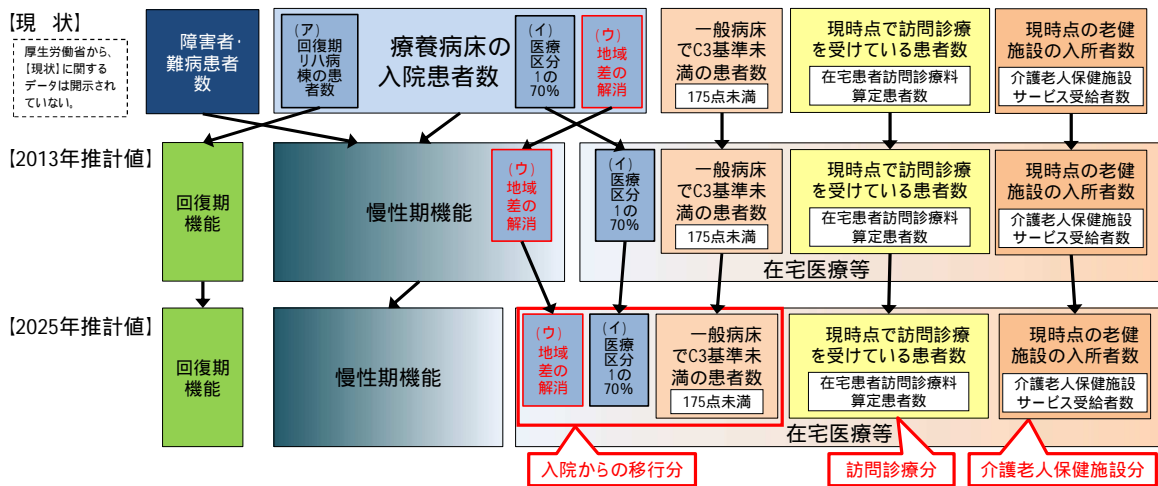 【現　状】
厚生労働省から、
【現状】に関する
データは開示され
ていない。
障害者・
難病患者
数
(ア)
回復期
リハ病
棟の患
者数
療養病床の
入院患者数
(イ)
医療
区分
1の
70%
(ウ)
地域
差の
解消
一般病床
でC3基準未
満の患者数
175点未満
現時点で訪問診療
を受けている患者数
在宅患者訪問診療料
算定患者数
現時点の老健
施設の入所者数
介護老人保健施設
サービス受給者数
【2013年推計値】
回復期
機能
慢性期機能
(ウ)
地域
差の
解消
(イ)
医療
区分
1の
70%
一般病床
でC3基準未
満の患者数
175点未満
現時点で訪問診療
を受けている患者数
在宅患者訪問診療料
算定患者数
現時点の老健
施設の入所者数
介護老人保健施設
サービス受給者数
在宅医療等
【2025年推計値】
回復期
機能
慢性期機能
(ウ)
地域
差の
解消
(イ)
医療
区分
1の
70%
一般病床
でC3基準未
満の患者数
175点未満
現時点で訪問診療
を受けている患者数
在宅患者訪問診療料
算定患者数
現時点の老健
施設の入所者数
介護老人保健施設
サービス受給者数
在宅医療等
入院からの移行分
訪問診療分
介護老人保健施設分